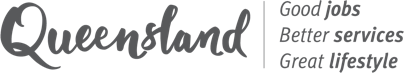 Queensland
Good jobs
Better services
Great lifestyle